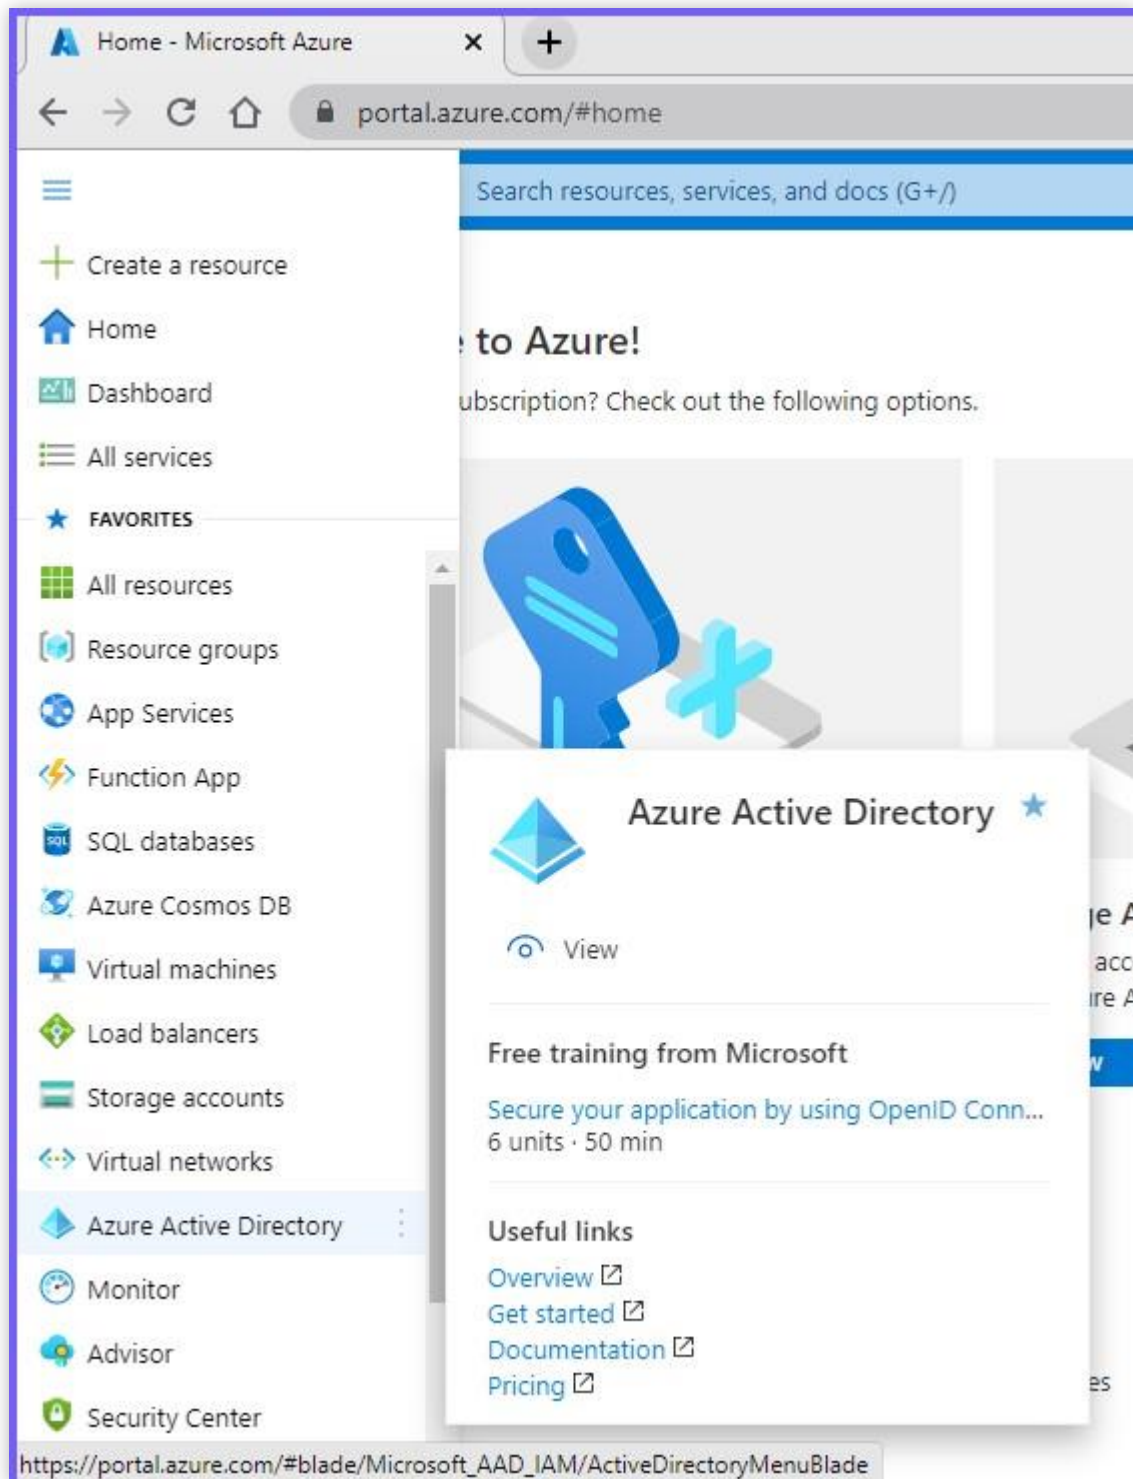 Home - Microsoft Azure
portal.azure.com/#home
Search resources, services, and docs (G+/)
Create a resource
Home
Dashboard
All services
FAVORITES
All resources
Resource groups
App Services
Function App
SQL databases
Azure Cosmos DB
Virtual machines
Load balancers
Storage accounts
Virtual networks
Azure Active Directory
Monitor
Advisor
Security Center
to Azure!
ubscription? Check out the following options.
Azure Active Directory
View
Free training from Microsoft
Secure your application by using OpenID Conn...
6 units · 50 min
Useful links
Overview
Get started
Documentation
Pricing
https://portal.azure.com/#blade/Microsoft_AAD_IAM/ActiveDirectoryMenuBlade